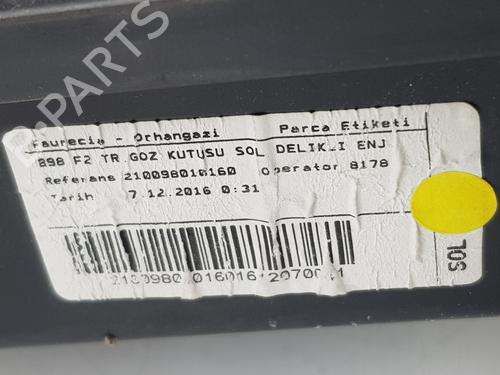 B-PARTS
Faurecia - Orhangazi Parca Etiketi
B98 F2 TR.GOZ KUTUSU SOL DELIKLI ENJ
Referans 210098016160 Operator 8178
Tarih 7.12.2016 0:31
SOL